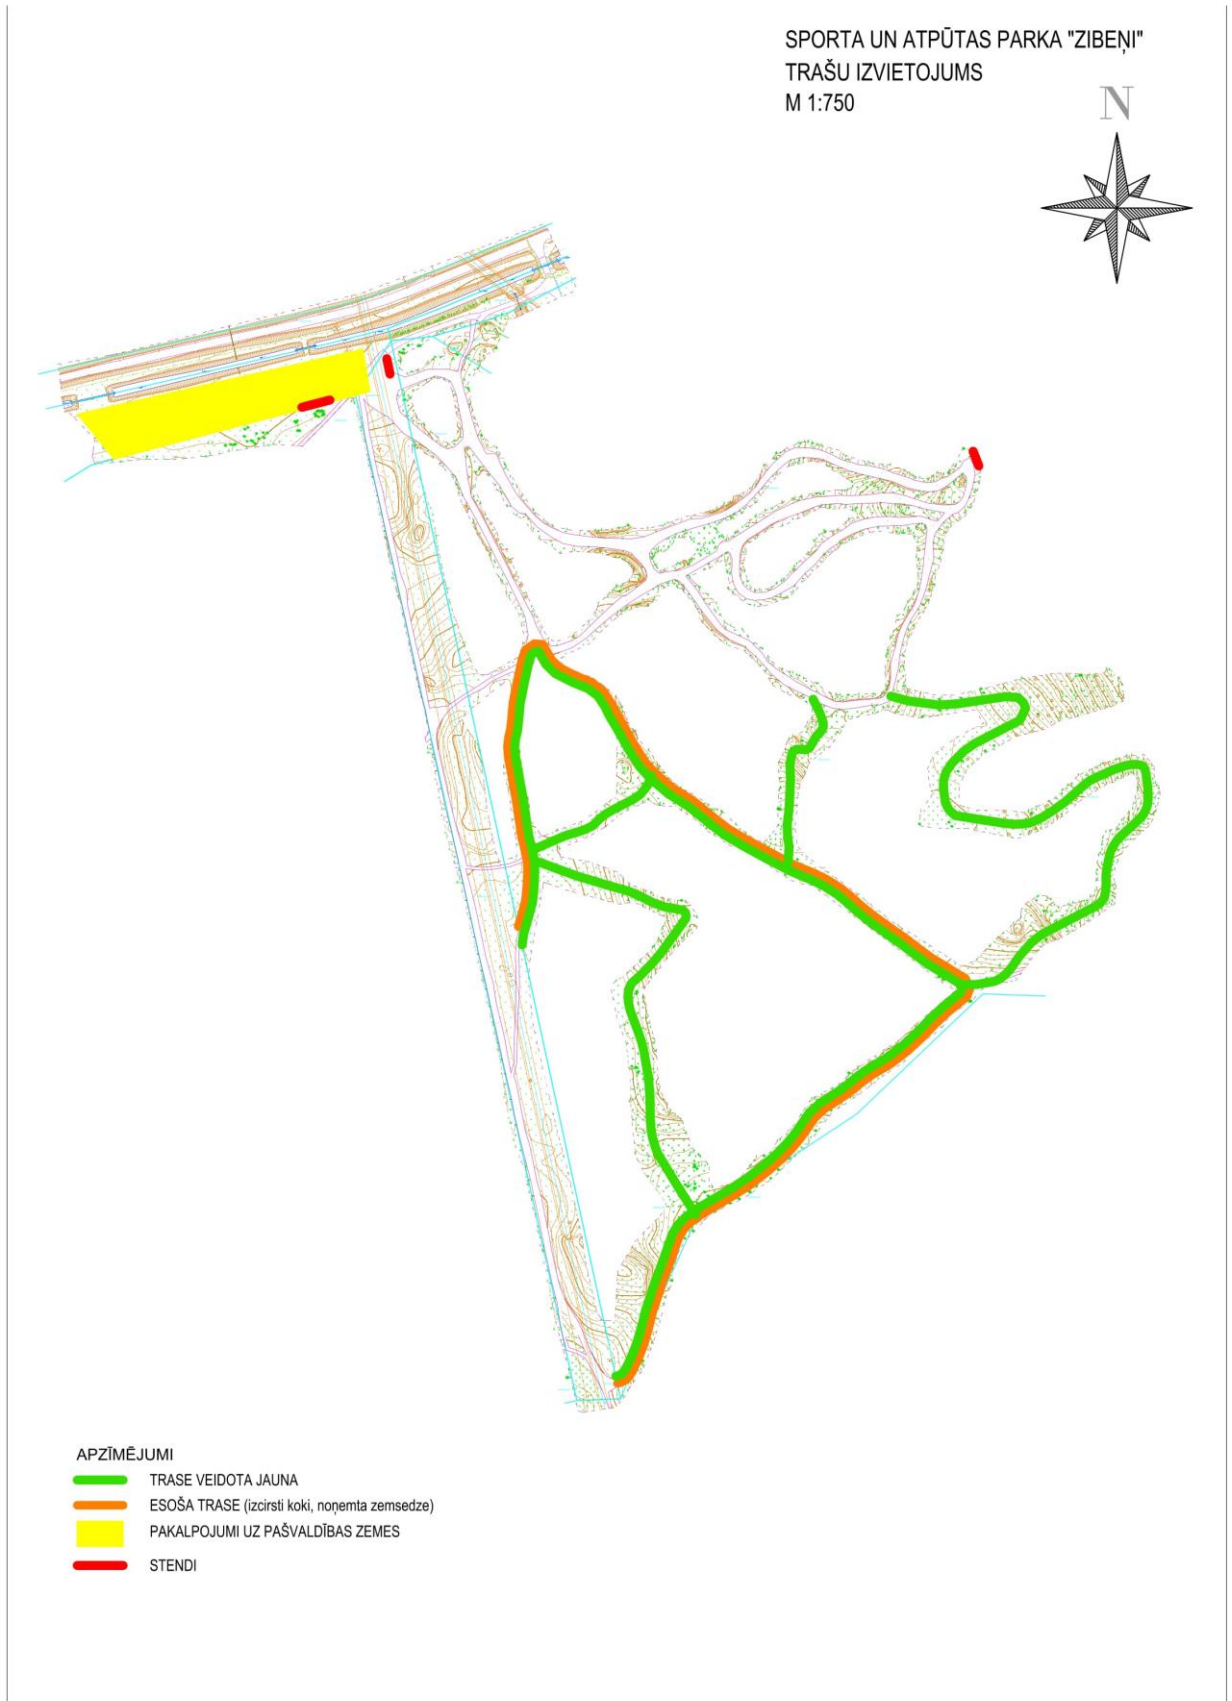 SPORTA UN ATPŪTAS PARKA "ZIBEŅI"
TRAŠU IZVIETOJUMS
M 1:750
N
APZĪMĒJUMI
TRASE VEIDOTA JAUNA
ESOŠA TRASE (izcirsti koki, noņemta zemsedze)
PAKALPOJUMI UZ PAŠVALDĪBAS ZEMES
STENDI